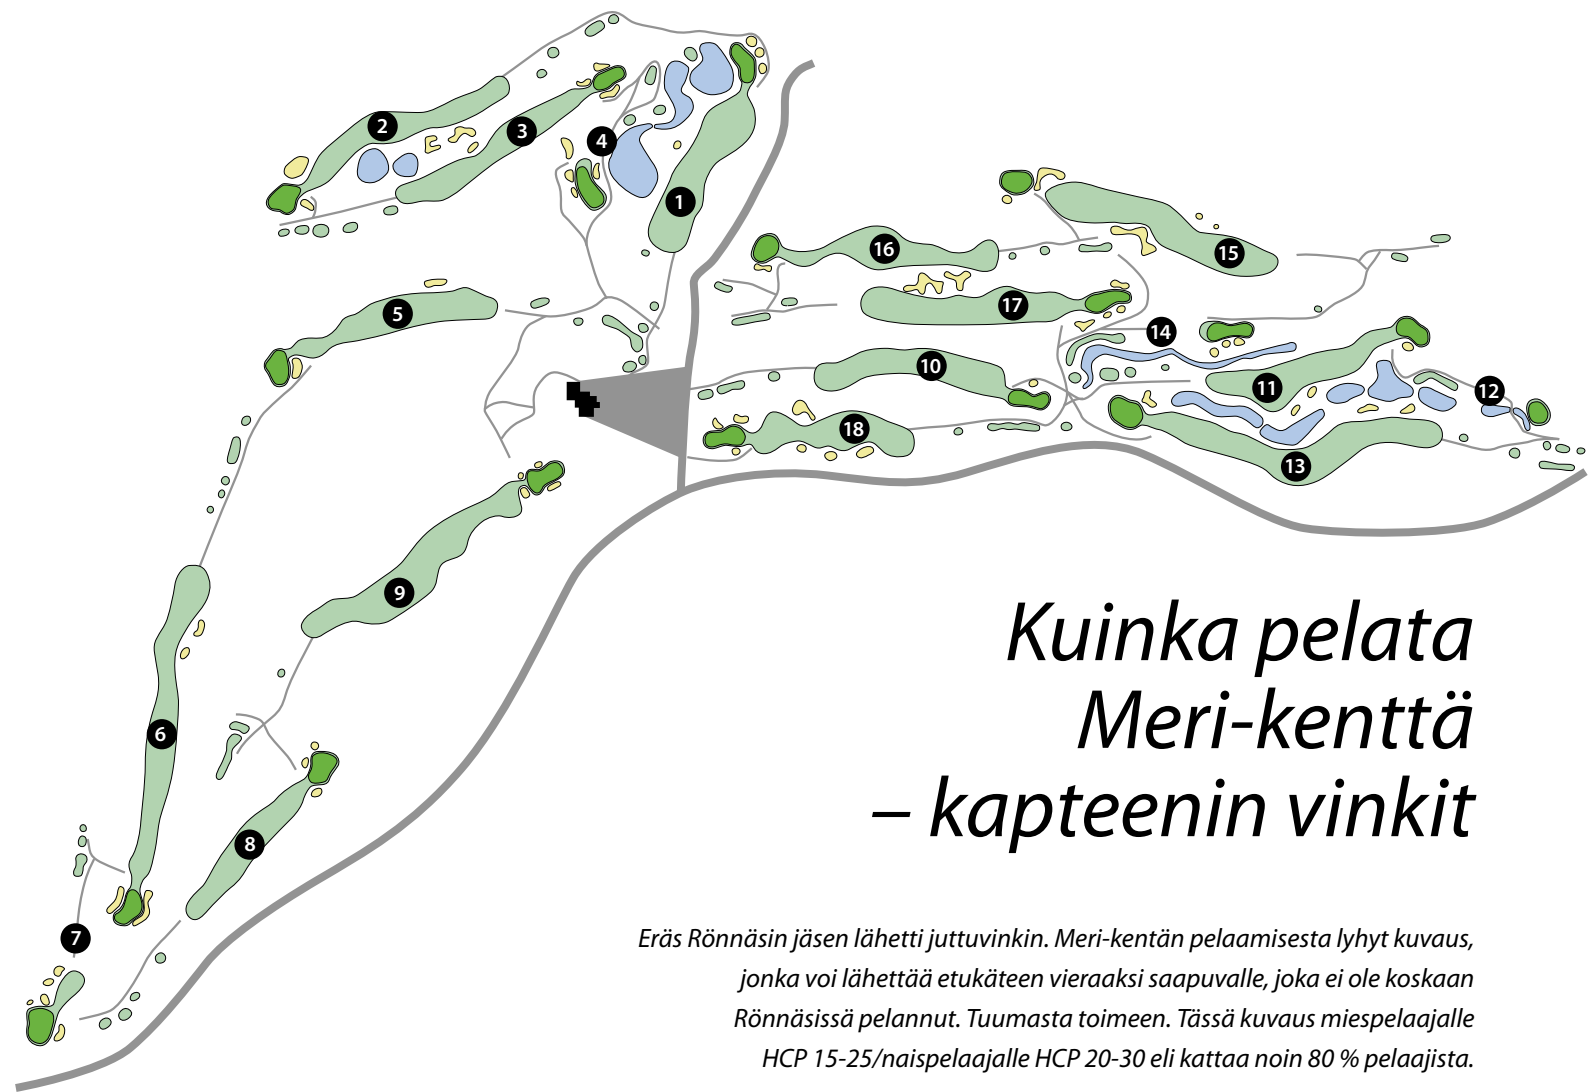 2
3
4
1
5
16
15
17
14
10
11
12
18
13
9
6
8
7
Kuinka pelata
Meri-kenttä
– kapteenin vinkit
Eräs Rönnäsin jäsen lähetti juttuvinkin. Meri-kentän pelaamisesta lyhyt kuvaus,
jonka voi lähettää etukäteen vieraaksi saapuvalle, joka ei ole koskaan
Rönnäsissä pelannut. Tuumasta toimeen. Tässä kuvaus miespelaajalle
HCP 15-25/naispelaajalle HCP 20-30 eli kattaa noin 80 % pelaajista.